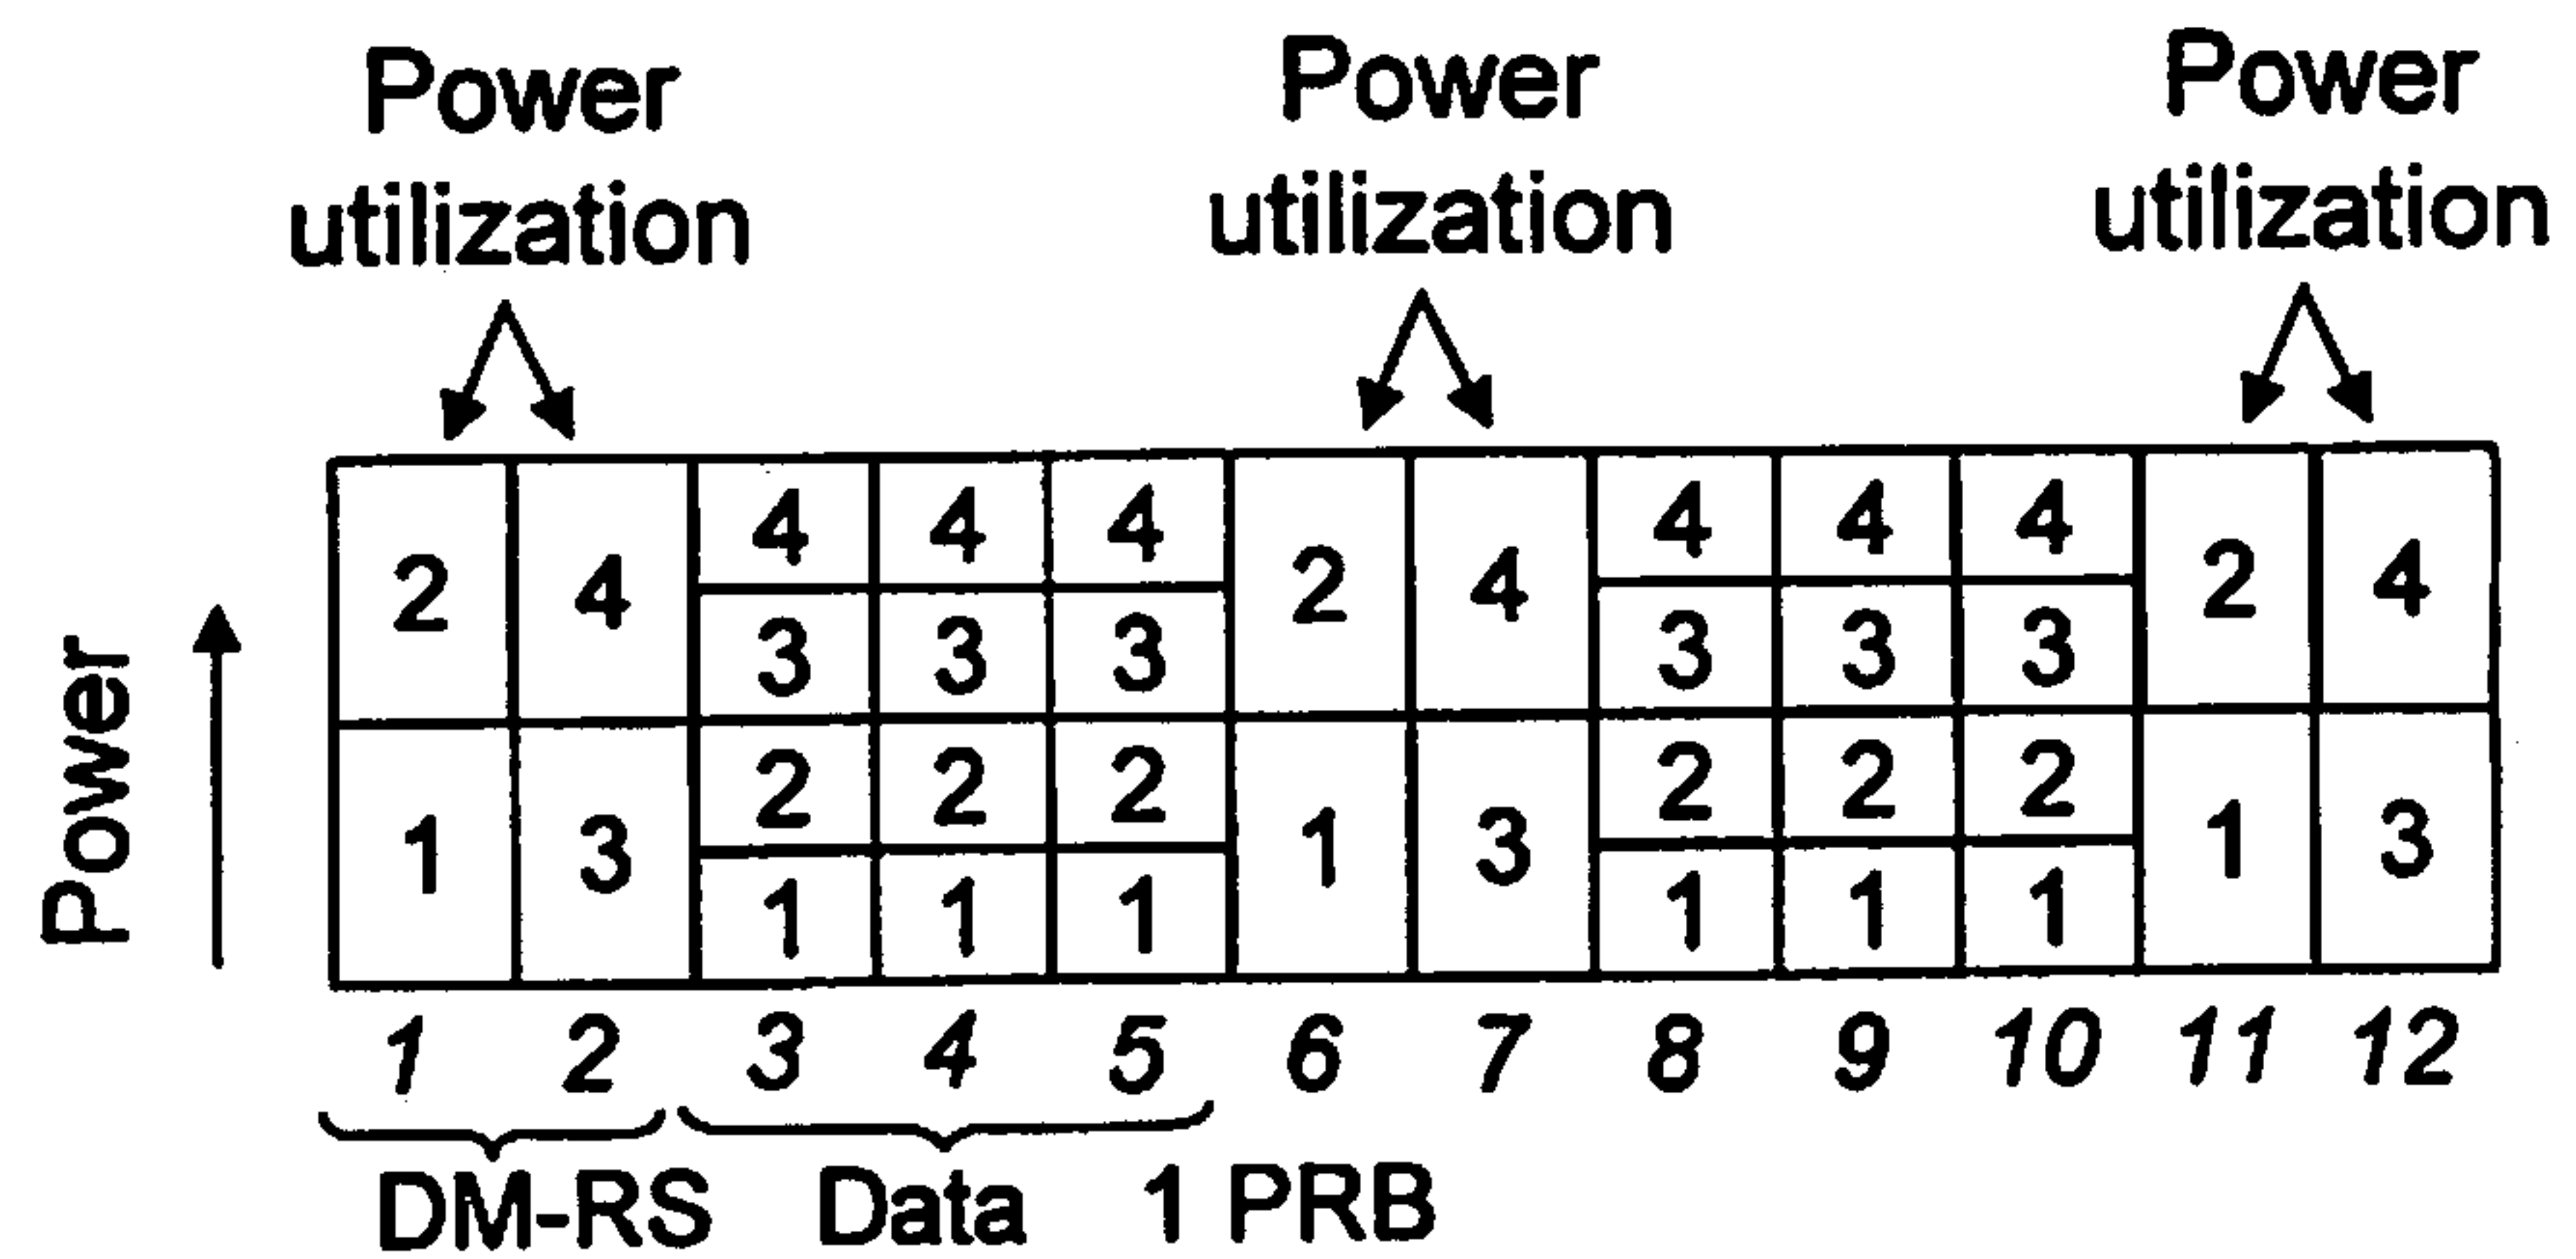 Power Power Power
utilization utilization utilization
2 4 4 4 4 2 4 4 4 4 2 4
3 3 3 3 3 3
Power
1 3 2 2 2 1 3 2 2 2 1 3
1 1 1 1 1 1
1 2 3 4 5 6 7 8 9 10 11 12
DM-RS Data 1 PRB